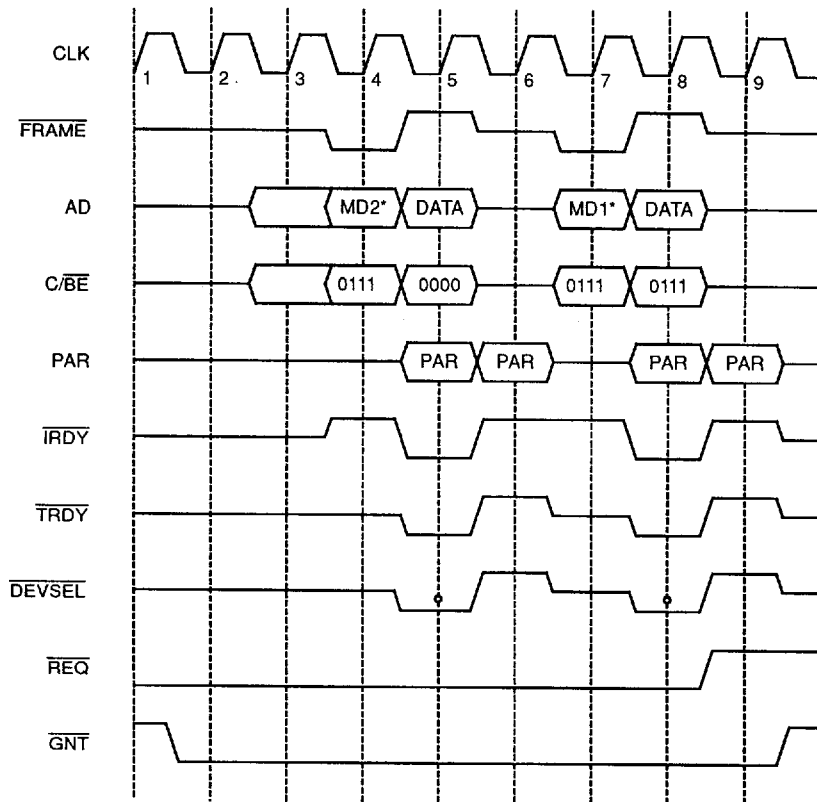 CLK
1 2 3 4 5 6 7 8 9
FRAME
AD MD2* DATA MD1* DATA
C/BE 0111 0000 0111 0111
PAR PAR PAR PAR PAR
IRDY
TRDY
DEVSEL
REQ
GNT